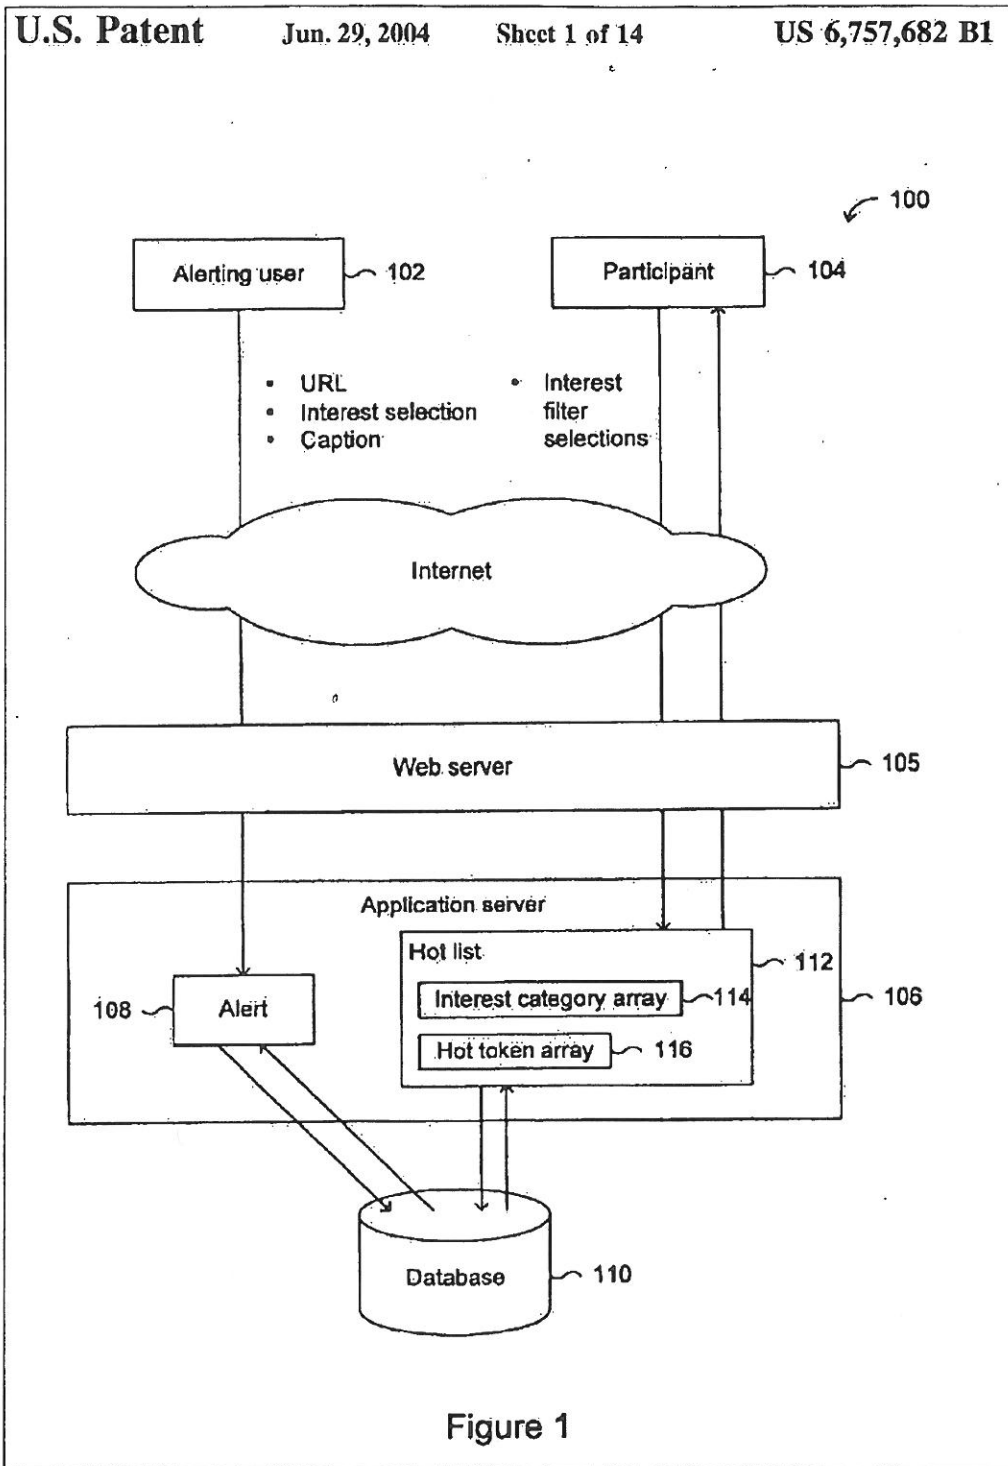 U.S. Patent Jun. 29, 2004 Sheet 1 of 14 US 6,757,682 B1
100
Alerting user 102
Participant 104
• URL
• Interest selection
• Caption
• Interest
filter
selections
Internet
Web server 105
Application server
106
Hot list
112
Interest category array 114
Hot token array 116
108 Alert
Database 110
Figure 1